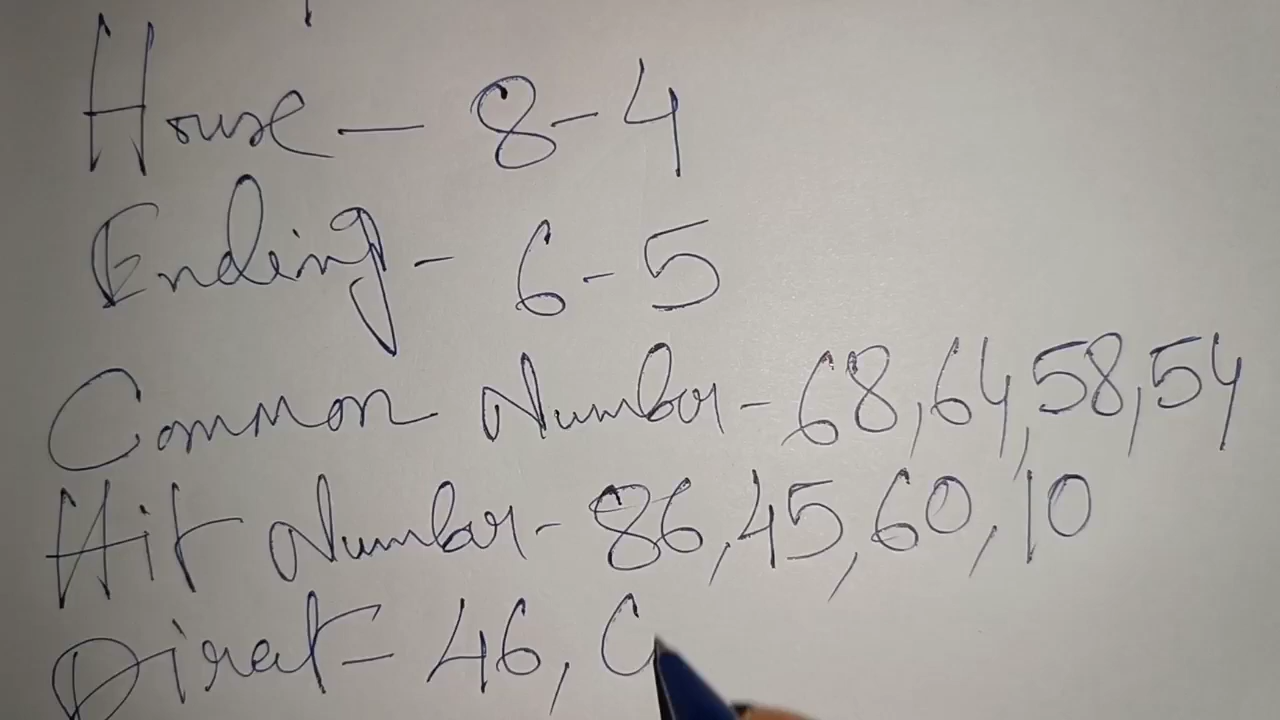 House - 8-4
Ending - 6-5
Common Number - 68,64,58,54
Hit Number - 86,45,60,10
Dirat - 46,